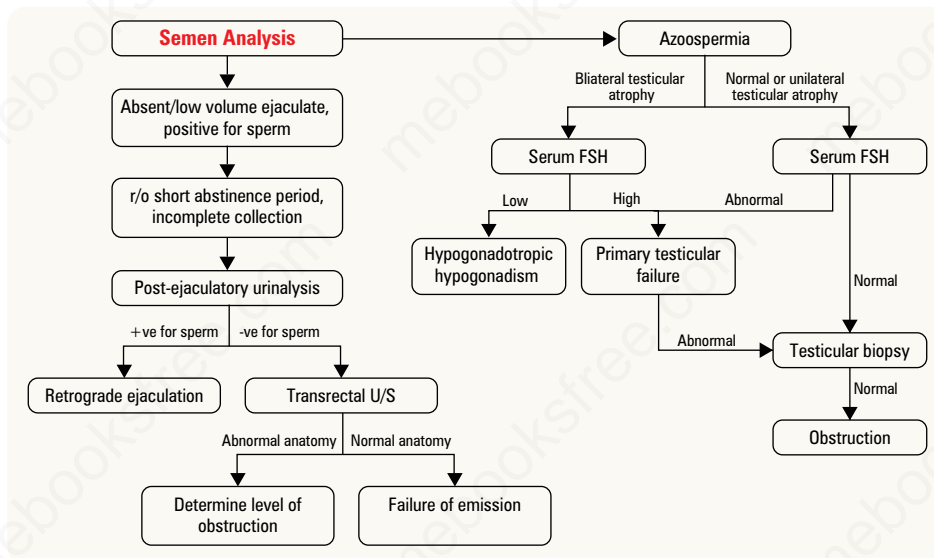 Semen Analysis
Azoospermia
Bliateral testicular
atrophy
Normal or unilateral
testicular atrophy
Absent/low volume ejaculate,
positive for sperm
Serum FSH
Serum FSH
r/o short abstinence period,
incomplete collection
Low
High
Abnormal
Hypogonadotropic
hypogonadism
Primary testicular
failure
Post-ejaculatory urinalysis
Normal
+ve for sperm
-ve for sperm
Abnormal
Testicular biopsy
Retrograde ejaculation
Transrectal U/S
Normal
Abnormal anatomy
Normal anatomy
Obstruction
Determine level of
obstruction
Failure of emission
mebooksfree.com